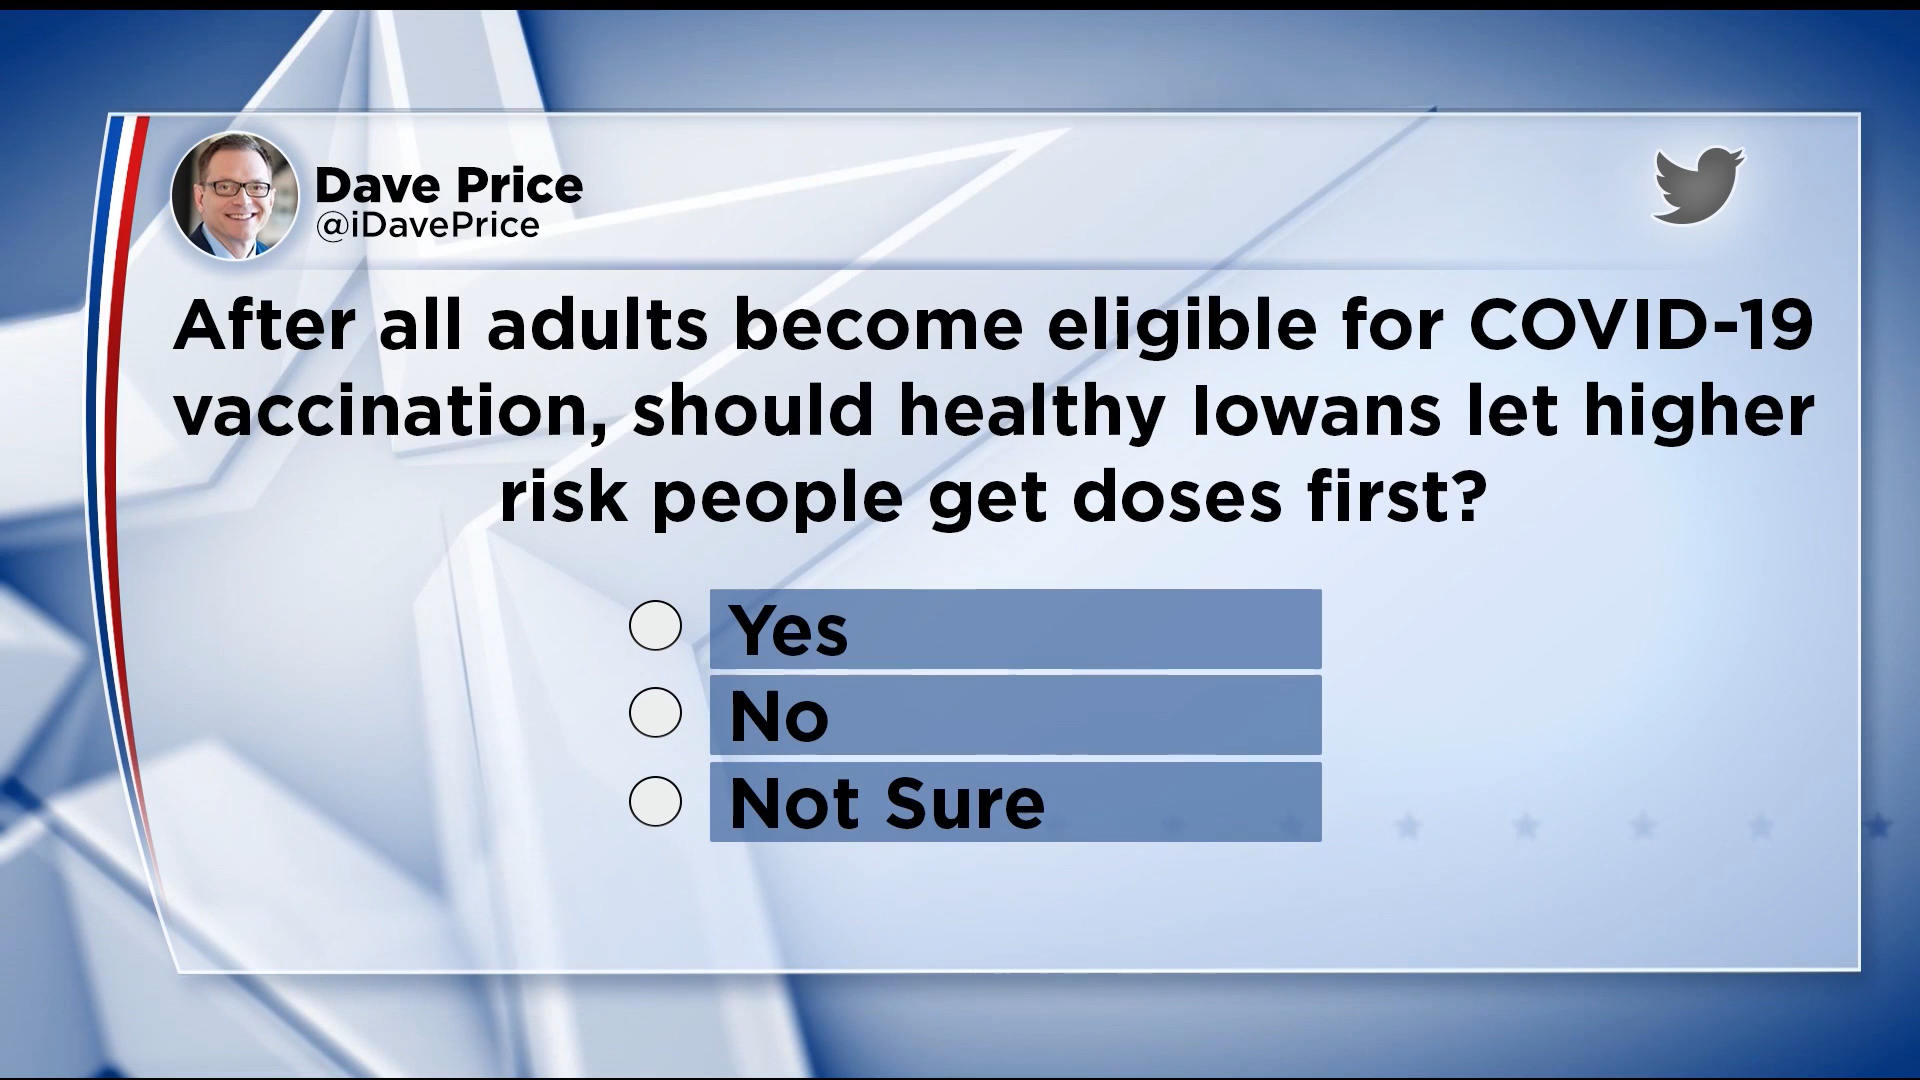 Dave Price
@iDavePrice
After all adults become eligible for COVID-19
vaccination, should healthy Iowans let higher
risk people get doses first?
Yes
No
Not Sure